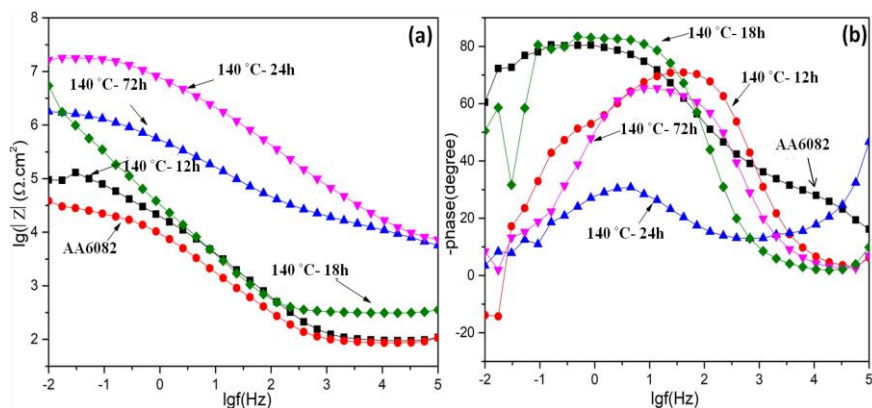 (a)
140 °C- 24h
140 °C- 72h
140 °C- 12h
AA6082
140 °C- 18h
lg(|Z| (Ω.cm²)
8
7
6
5
4
3
2
1
-2 -1 0 1 2 3 4 5
lgf(Hz)
(b)
140 °C- 18h
140 °C- 12h
140 °C- 72h
AA6082
140 °C- 24h
-phase(degree)
80
60
40
20
0
-20
-2 -1 0 1 2 3 4 5
lgf(Hz)